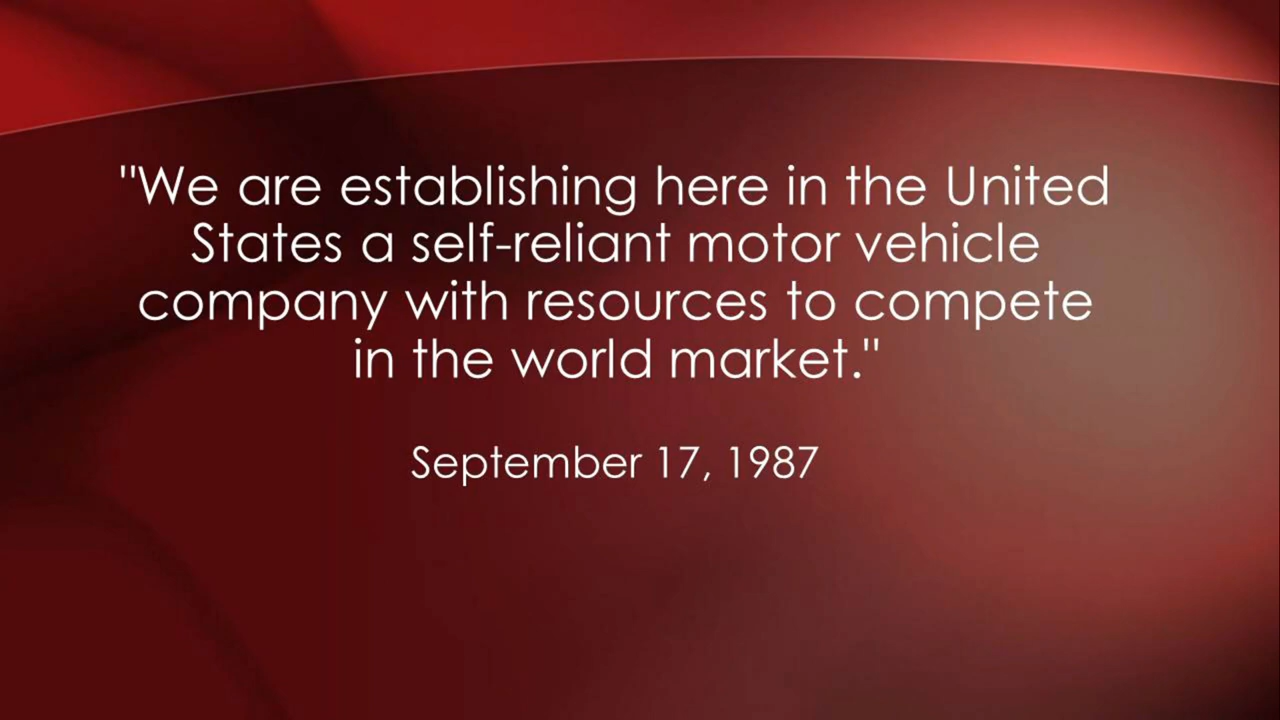 "We are establishing here in the United
States a self-reliant motor vehicle
company with resources to compete
in the world market."
September 17, 1987